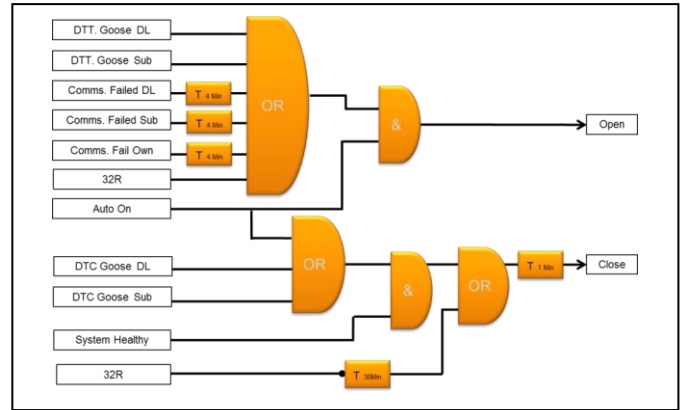 DTT. Goose DL
DTT. Goose Sub
Comms. Failed DL
T 4 Min
OR
Comms. Failed Sub
T 4 Min
&
Open
Comms. Fail Own
T 4 Min
32R
Auto On
DTC Goose DL
OR
T 1 Min
Close
&
OR
DTC Goose Sub
System Healthy
32R
T 30Min